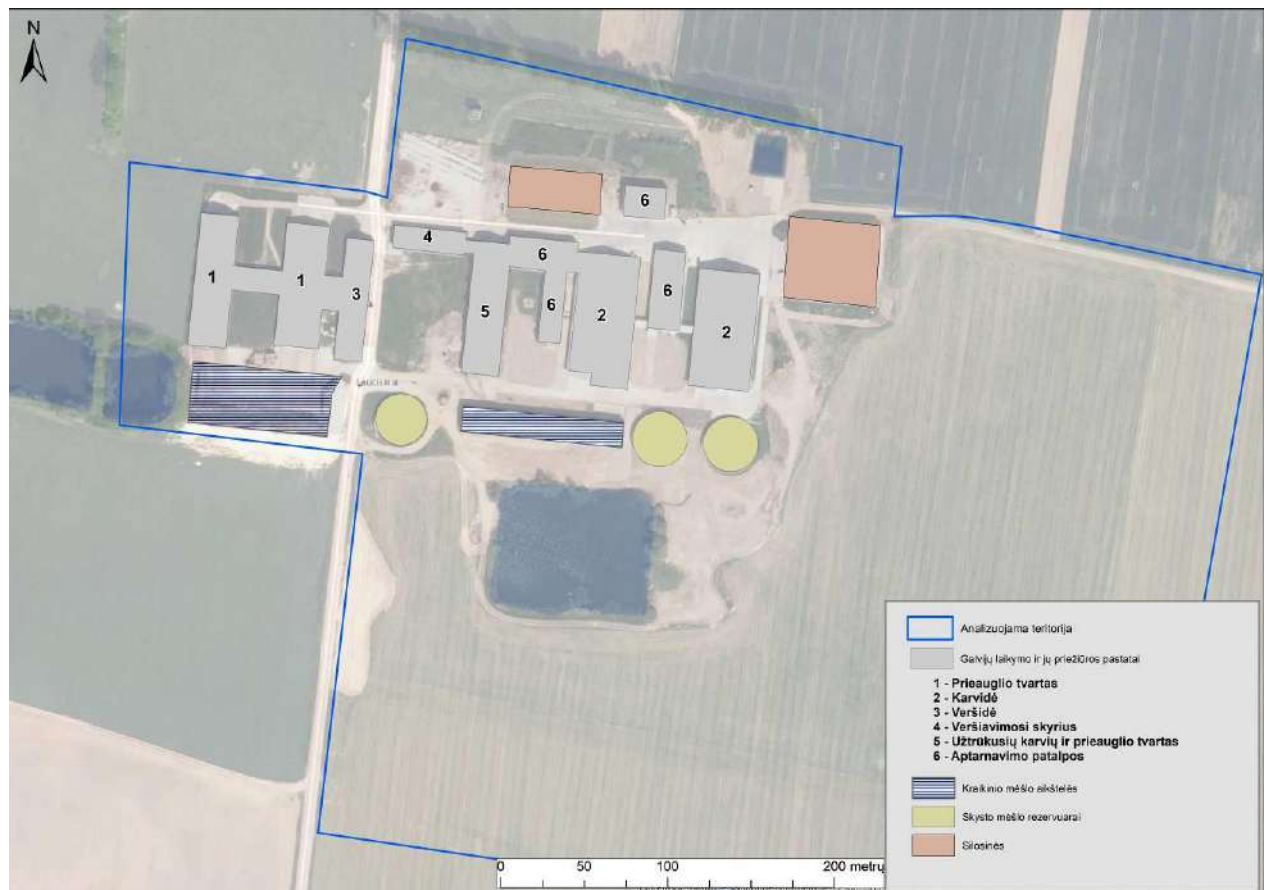 N
6
4
6
1
1
3
6
5
6
2
2
Analizuojama teritorija
Galvijų laikymo ir jų priežiūros pastatai
1 - Prieauglio tvartas
2 - Karvidė
3 - Veršidė
4 - Veršiavimosi skyrius
5 - Užtrūkusių karvių ir prieauglio tvartas
6 - Aptarnavimo patalpos
Kraikinio mėšlo aikštelės
Skysto mėšlo rezervuarai
Silosinės
0 50 100 200 metrų